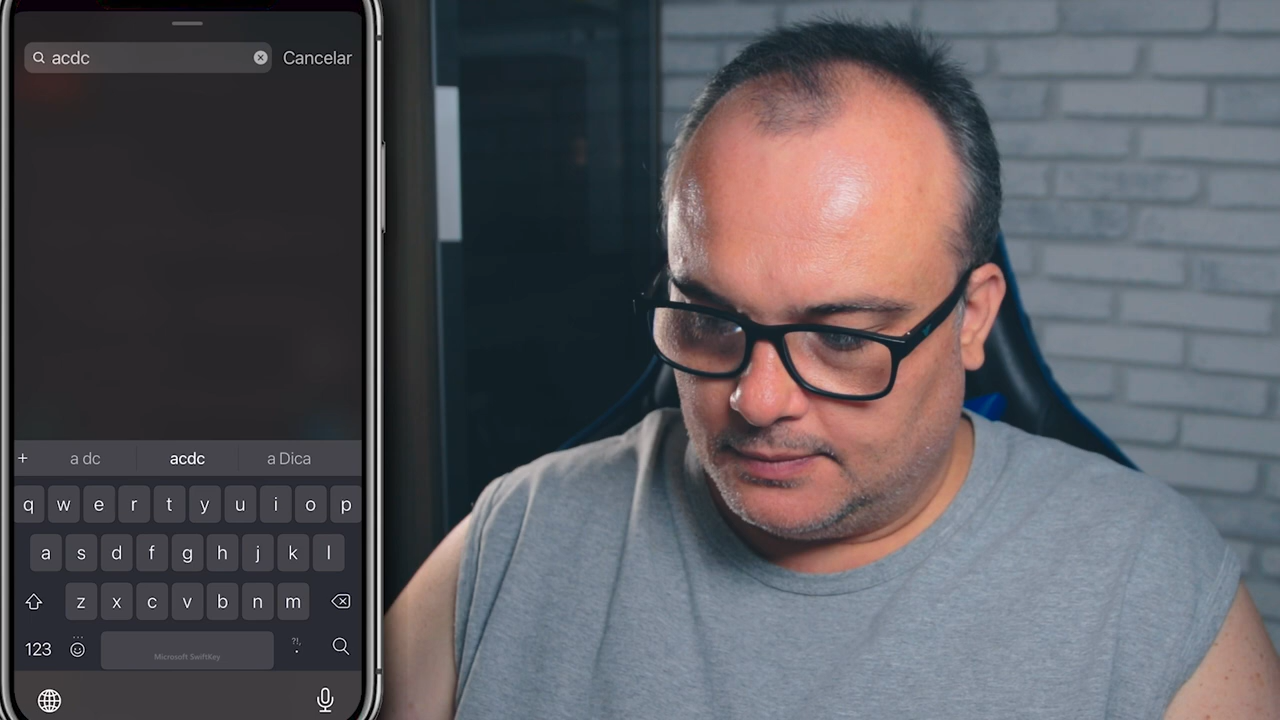 acdc
Cancelar
+ a dc acdc a Dica
q w e r t y u i o p
a s d f g h j k l
z x c v b n m
123 ?!, .
Microsoft SwiftKey